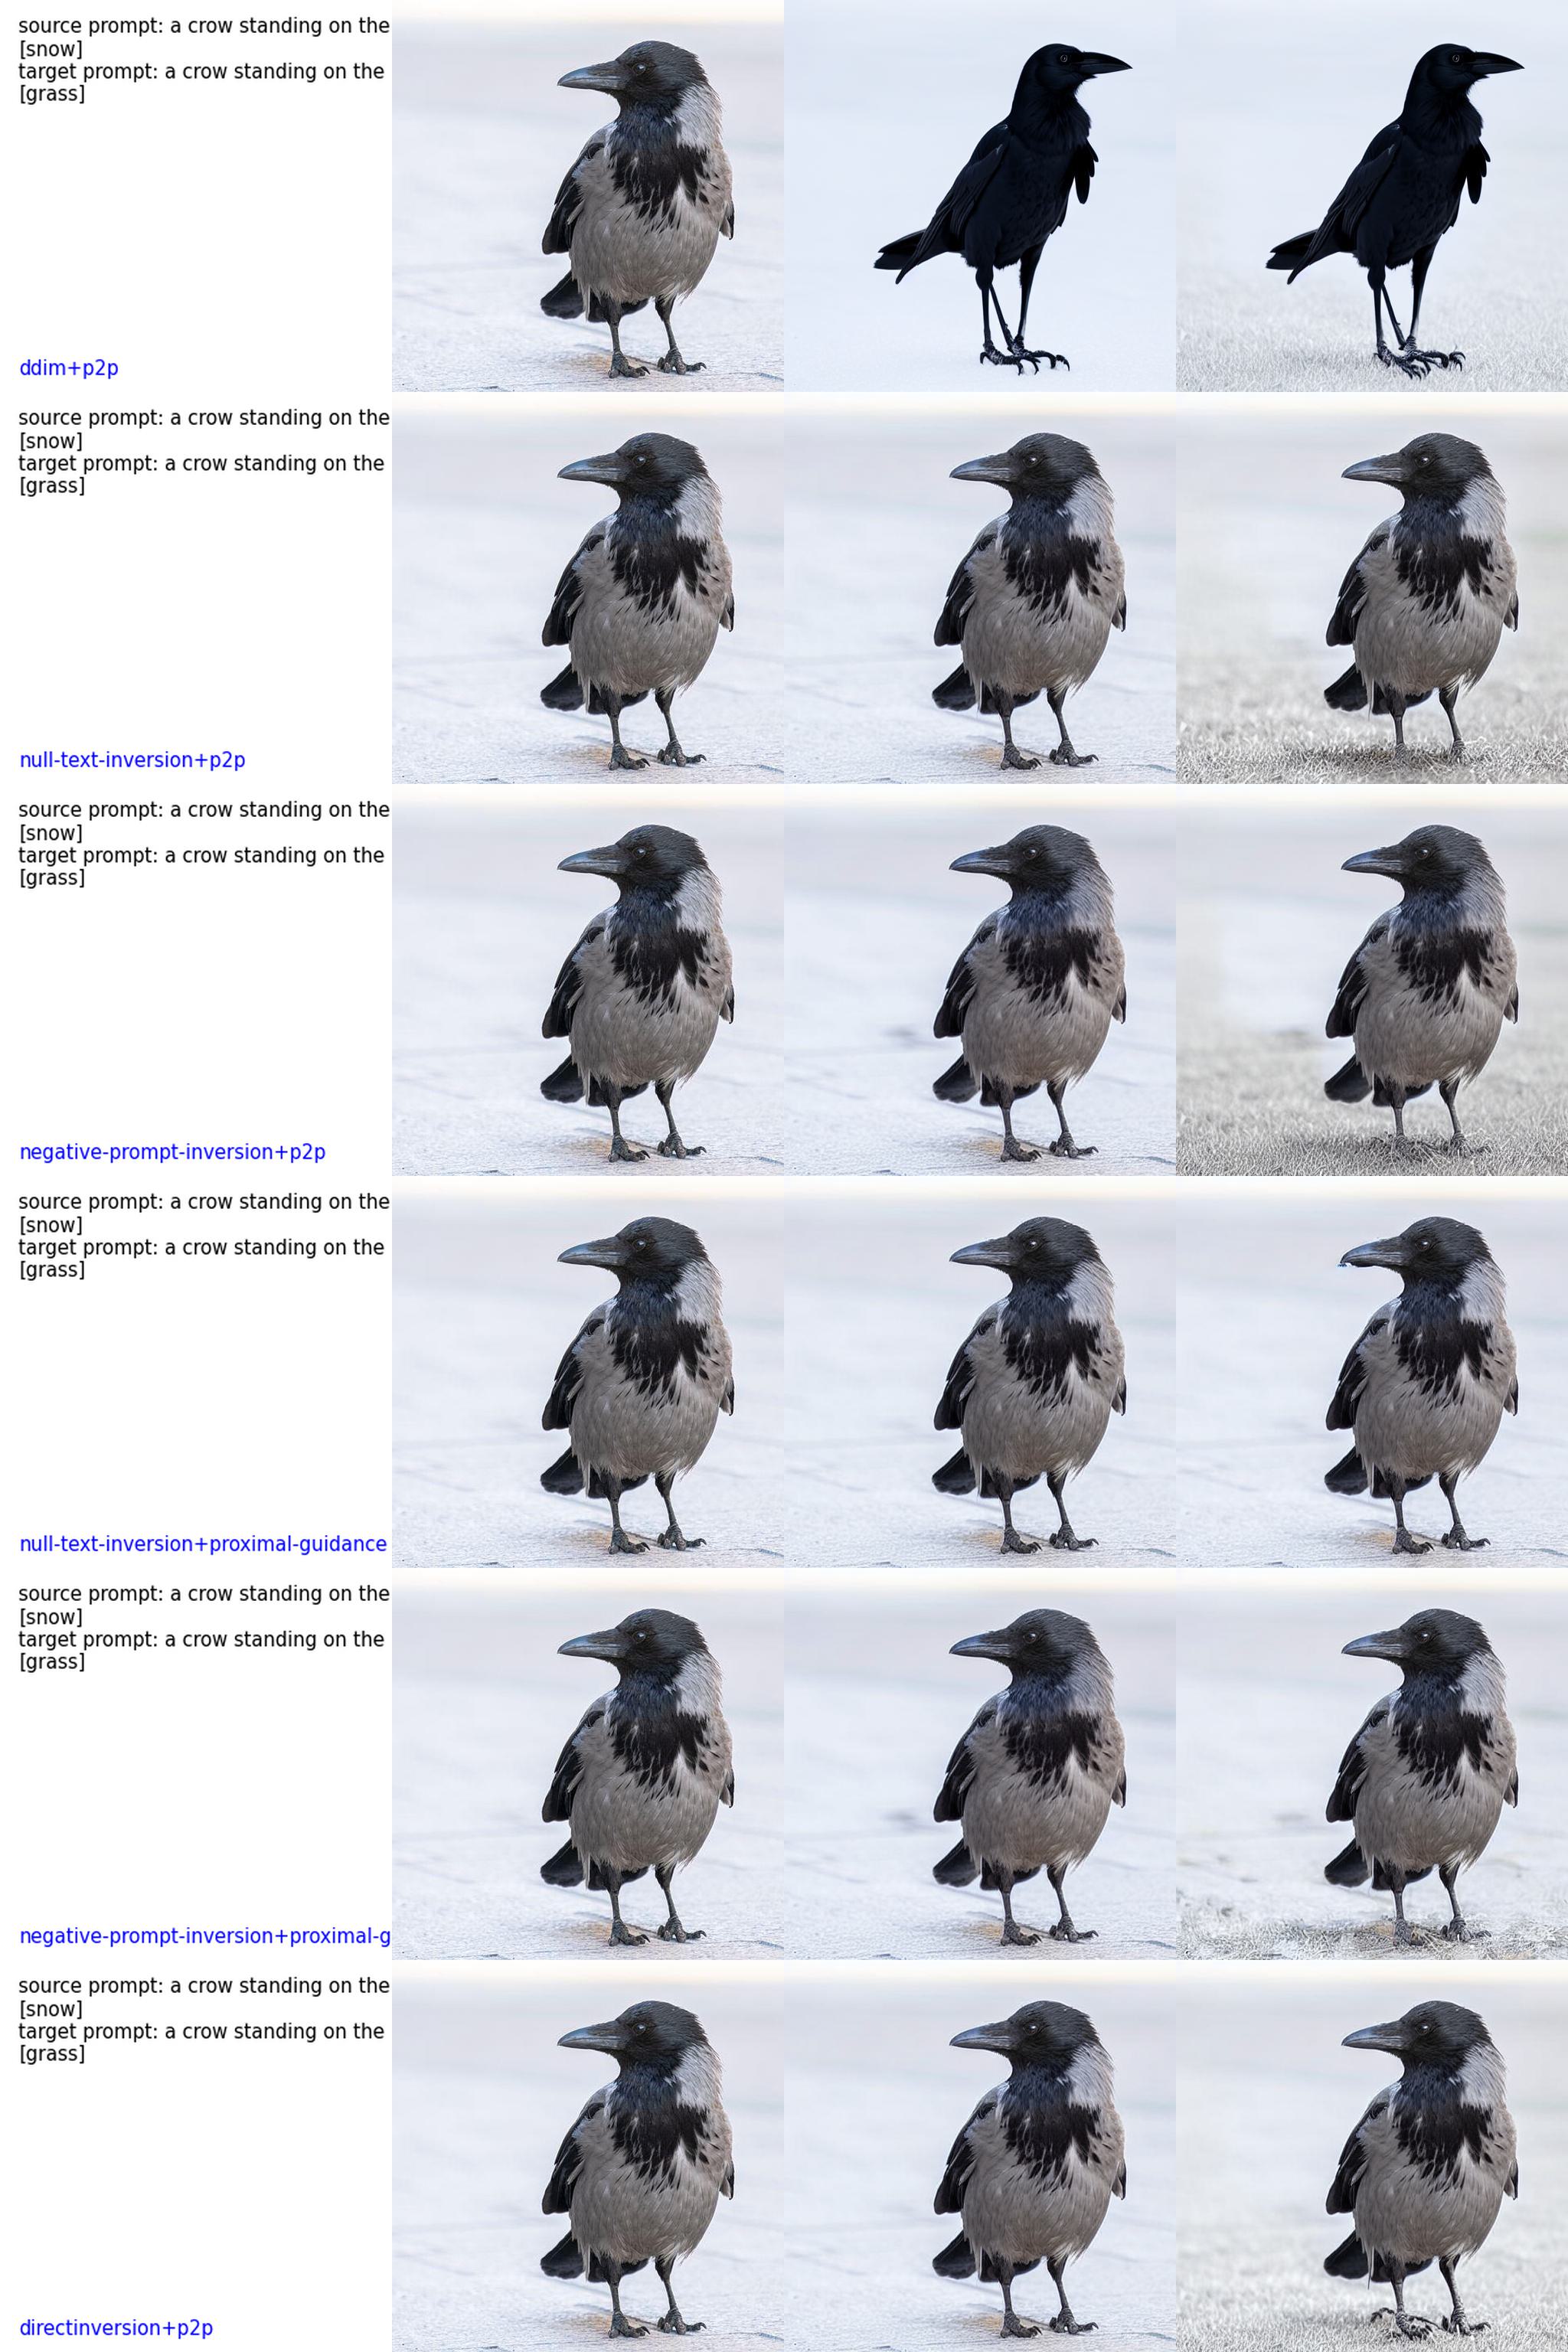 source prompt: a crow standing on the
[snow]
target prompt: a crow standing on the
[grass]
ddim+p2p
source prompt: a crow standing on the
[snow]
target prompt: a crow standing on the
[grass]
null-text-inversion+p2p
source prompt: a crow standing on the
[snow]
target prompt: a crow standing on the
[grass]
negative-prompt-inversion+p2p
source prompt: a crow standing on the
[snow]
target prompt: a crow standing on the
[grass]
null-text-inversion+proximal-guidance
source prompt: a crow standing on the
[snow]
target prompt: a crow standing on the
[grass]
negative-prompt-inversion+proximal-g
source prompt: a crow standing on the
[snow]
target prompt: a crow standing on the
[grass]
directinversion+p2p